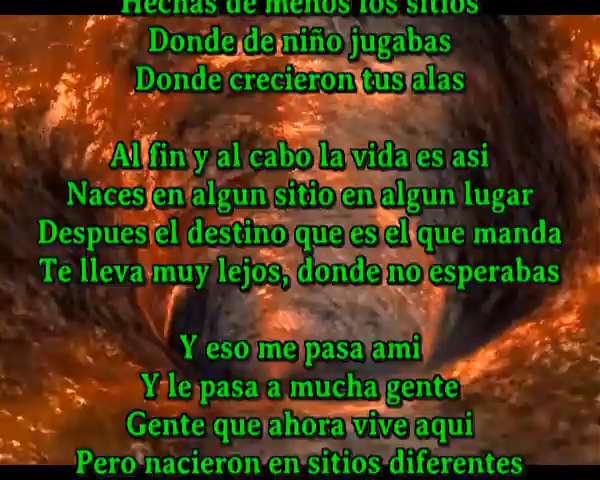 Hechas de menos los sitios
Donde de niño jugabas
Donde crecieron tus alas
Al fin y al cabo la vida es asi
Naces en algun sitio en algun lugar
Despues el destino que es el que manda
Te lleva muy lejos, donde no esperabas
Y eso me pasa ami
Y le pasa a mucha gente
Gente que ahora vive aqui
Pero nacieron en sitios diferentes